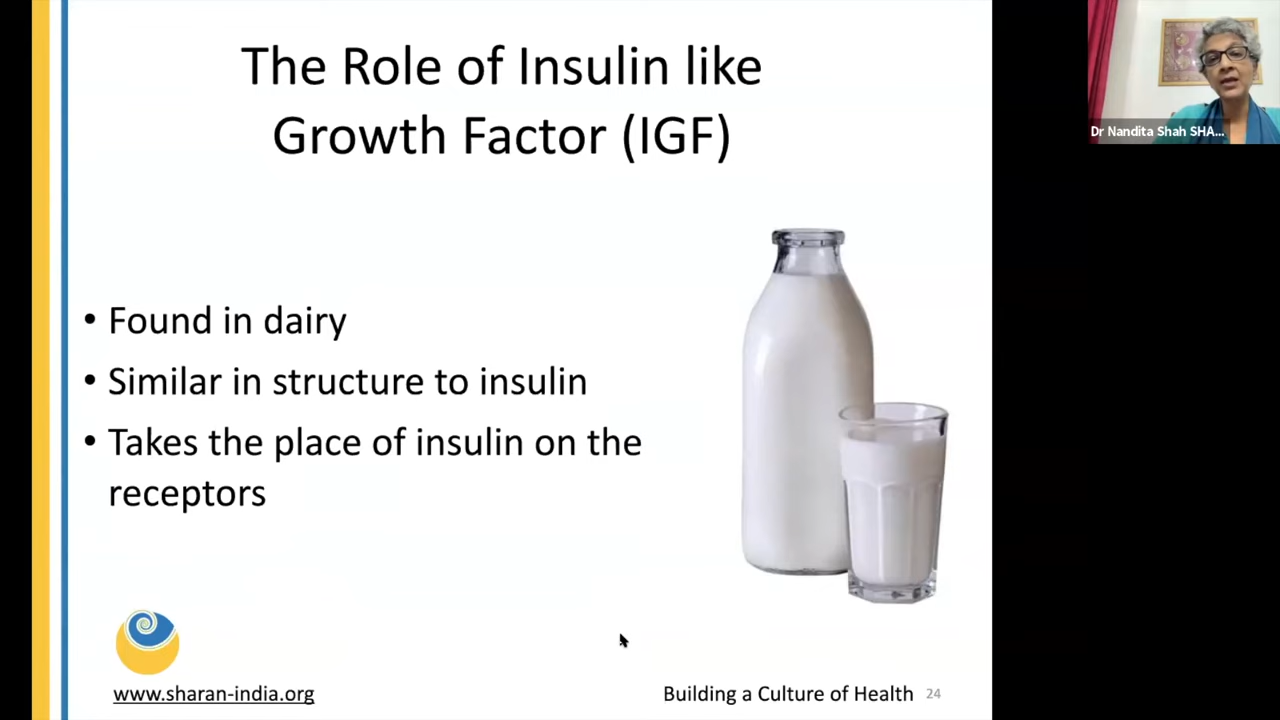 The Role of Insulin like
Growth Factor (IGF)
• Found in dairy
• Similar in structure to insulin
• Takes the place of insulin on the
receptors
www.sharan-india.org
Building a Culture of Health
24
Dr Nandita Shah SHA...